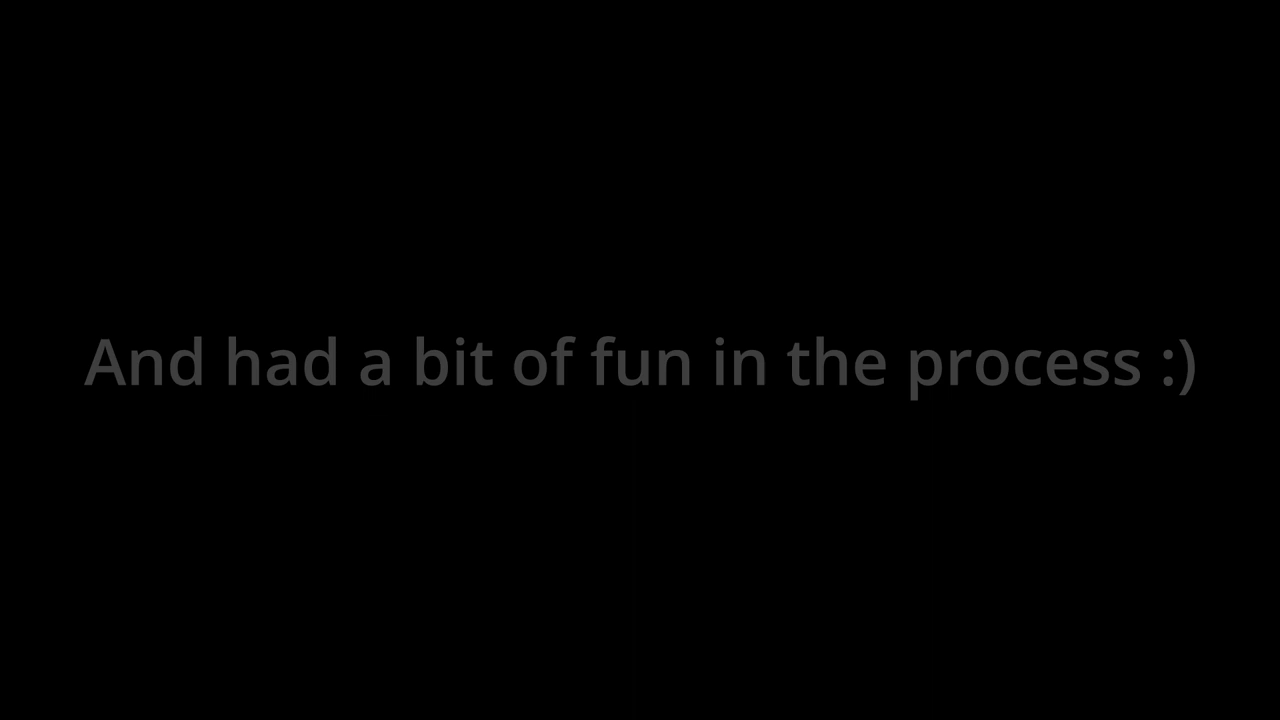 And had a bit of fun in the process :)